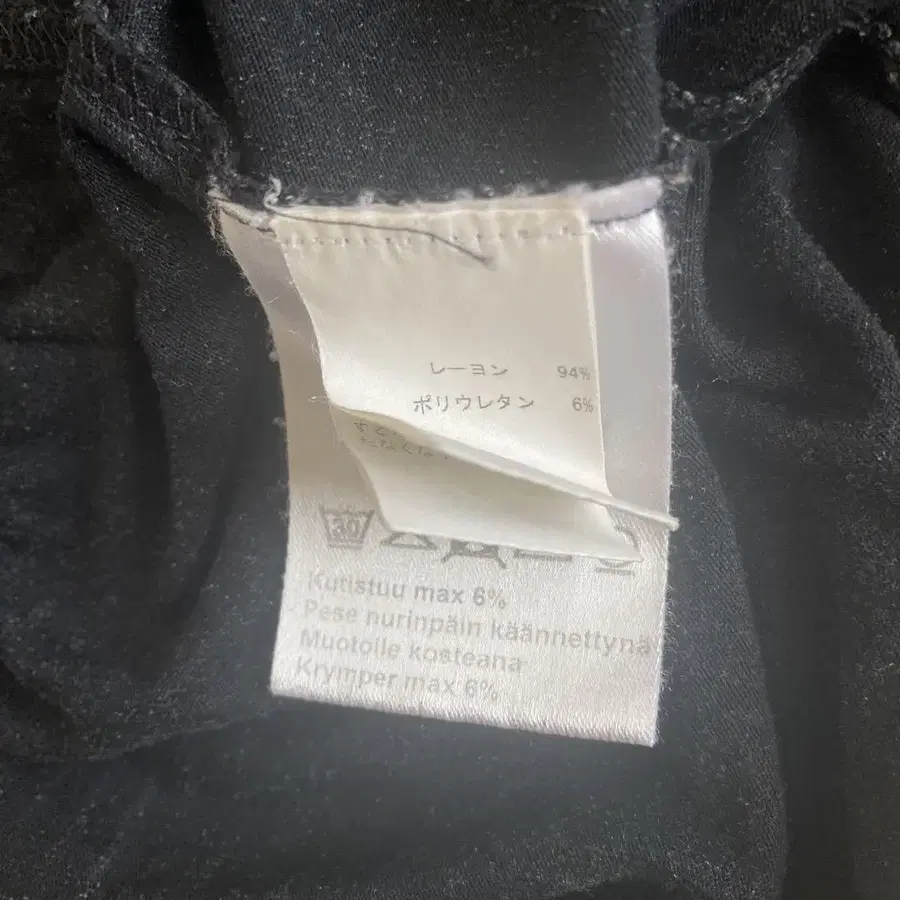 レーヨン 94%
ポリウレタン 6%
30
Kutistuu max 6%
Pese nurinpäin käännettynä
Muotoile kosteana
Krymper max 6%